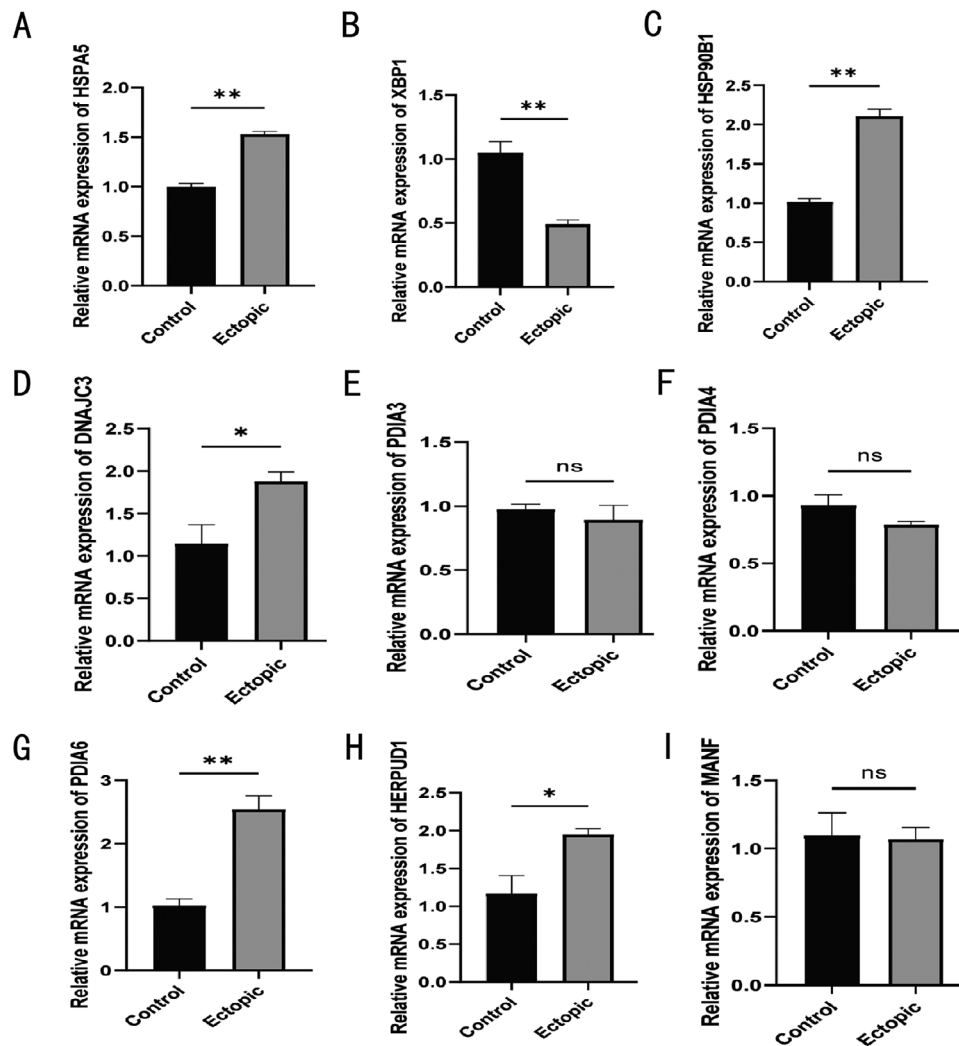 A
Relative mRNA expression of HSPA5
2.0
1.5
1.0
0.5
0.0
**
Control
Ectopic
B
Relative mRNA expression of XBP1
1.5
1.0
0.5
0.0
**
Control
Ectopic
C
Relative mRNA expression of HSP90B1
2.5
2.0
1.5
1.0
0.5
0.0
**
Control
Ectopic
D
Relative mRNA expression of DNAJC3
2.5
2.0
1.5
1.0
0.5
0.0
*
Control
Ectopic
E
Relative mRNA expression of PDIA3
1.5
1.0
0.5
0.0
ns
Control
Ectopic
F
Relative mRNA expression of PDIA4
1.5
1.0
0.5
0.0
ns
Control
Ectopic
G
Relative mRNA expression of PDIA6
3
2
1
0
**
Control
Ectopic
H
Relative mRNA expression of HERPUD1
2.5
2.0
1.5
1.0
0.5
0.0
*
Control
Ectopic
I
Relative mRNA expression of MANF
1.5
1.0
0.5
0.0
ns
Control
Ectopic